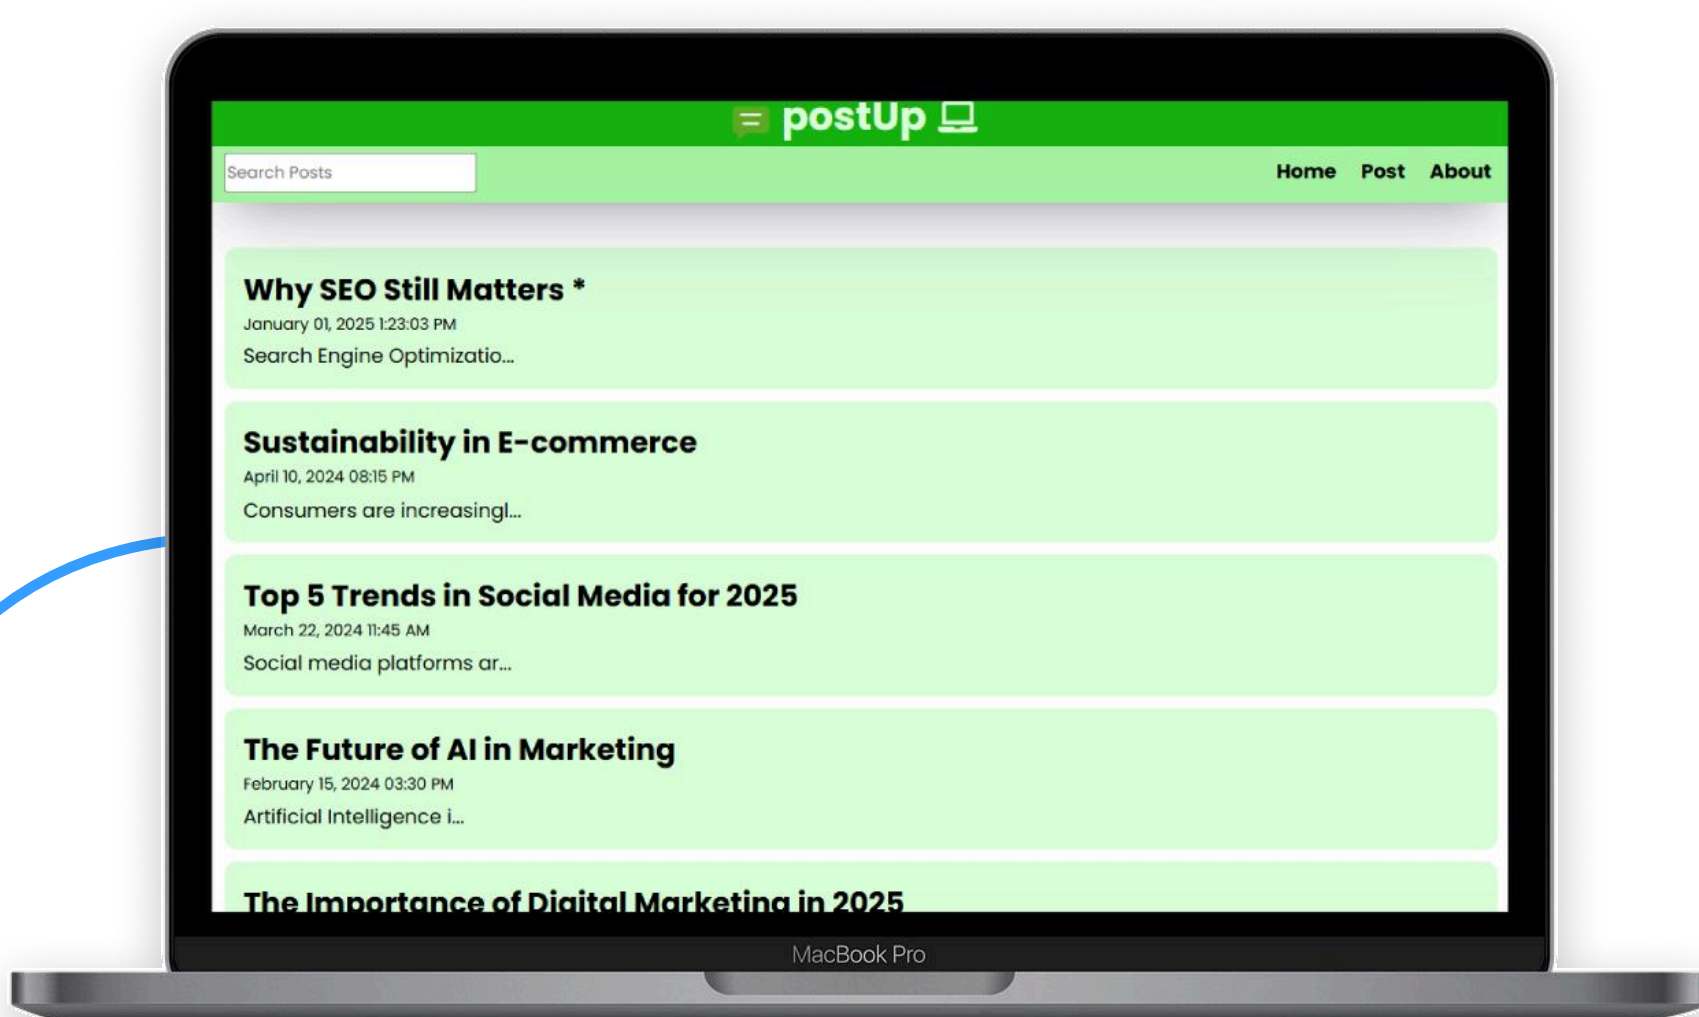 postUp
Search Posts
Home Post About
Why SEO Still Matters *
January 01, 2025 1:23:03 PM
Search Engine Optimizatio...
Sustainability in E-commerce
April 10, 2024 08:15 PM
Consumers are increasingl...
Top 5 Trends in Social Media for 2025
March 22, 2024 11:45 AM
Social media platforms ar...
The Future of AI in Marketing
February 15, 2024 03:30 PM
Artificial Intelligence i...
The Importance of Digital Marketing in 2025
MacBook Pro